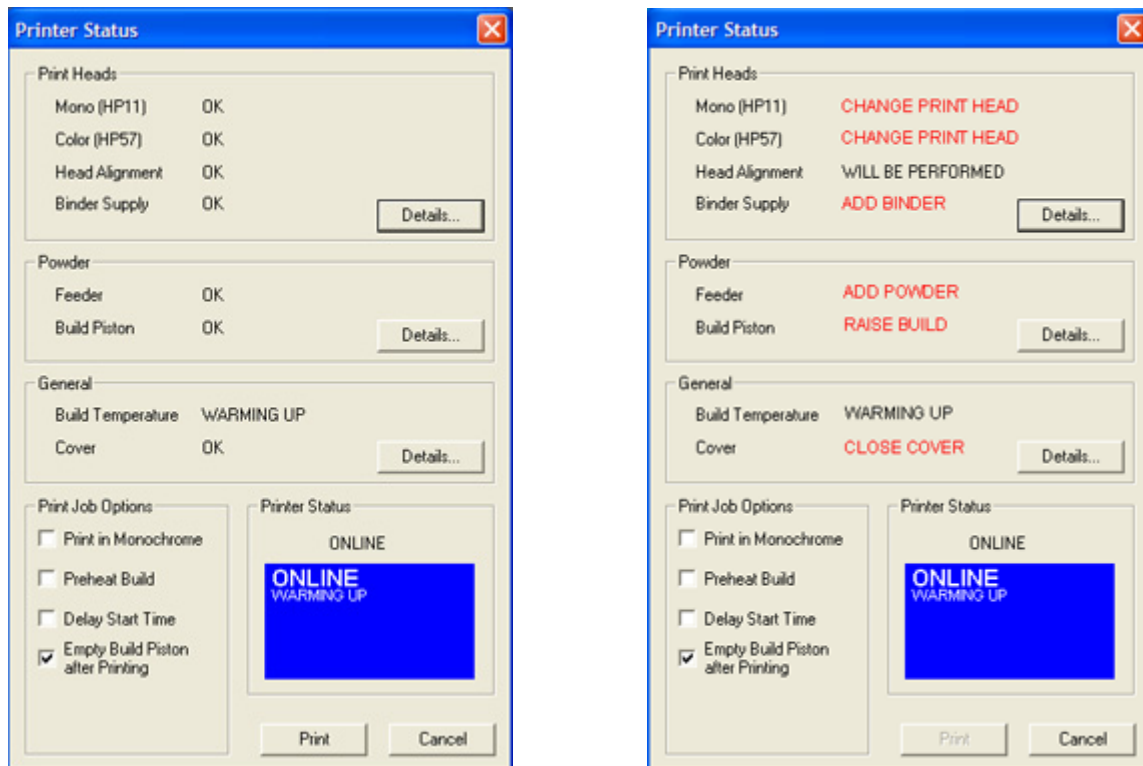 Printer Status
Print Heads
Mono (HP11) OK
Color (HP57) OK
Head Alignment OK
Binder Supply OK
Details...
Powder
Feeder OK
Build Piston OK
Details...
General
Build Temperature WARMING UP
Cover OK
Details...
Print Job Options
Print in Monochrome
Preheat Build
Delay Start Time
Empty Build Piston
after Printing
Printer Status
ONLINE
ONLINE
WARMING UP
Print Cancel
Printer Status
Print Heads
Mono (HP11) CHANGE PRINT HEAD
Color (HP57) CHANGE PRINT HEAD
Head Alignment WILL BE PERFORMED
Binder Supply ADD BINDER
Details...
Powder
Feeder ADD POWDER
Build Piston RAISE BUILD
Details...
General
Build Temperature WARMING UP
Cover CLOSE COVER
Details...
Print Job Options
Print in Monochrome
Preheat Build
Delay Start Time
Empty Build Piston
after Printing
Printer Status
ONLINE
ONLINE
WARMING UP
Print Cancel